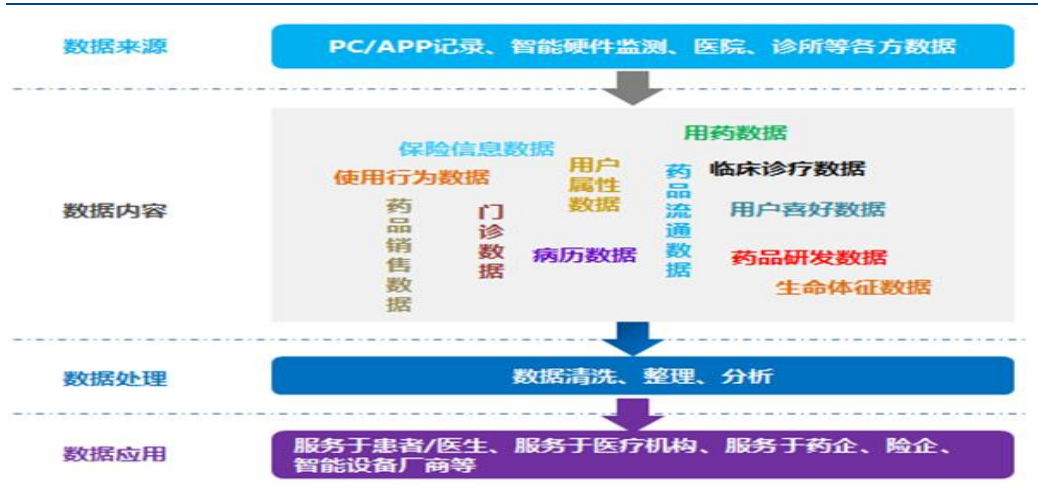 数据来源
PC/APP记录、智能硬件监测、医院、诊所等各方数据
数据内容
用药数据
保险信息数据
使用行为数据
用户
属性
数据
药品流通数据
临床诊疗数据
药品销售数据
门诊数据
用户喜好数据
病历数据
药品研发数据
生命体征数据
数据处理
数据清洗、整理、分析
数据应用
服务于患者/医生、服务于医疗机构、服务于药企、险企、
智能设备厂商等